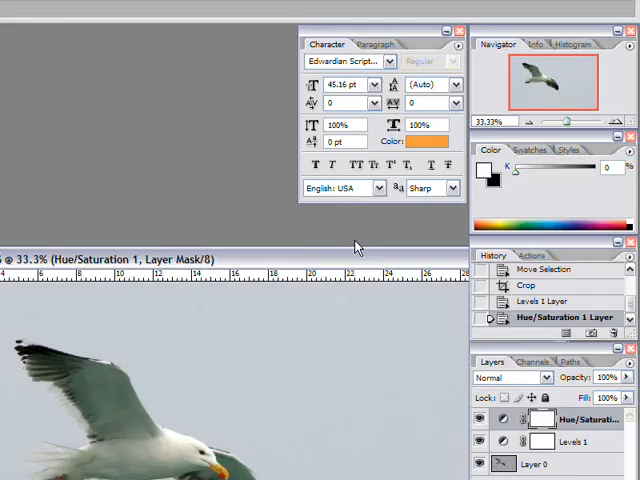 Character Paragraph
Edwardian Script... Regular
45.16 pt (Auto)
0 0
100% 100%
0 pt Color:
English: USA aa Sharp
Navigator Info Histogram
33.33%
Color Swatches Styles
K 0 %
History Actions
Move Selection
Crop
Levels 1 Layer
Hue/Saturation 1 Layer
Layers Channels Paths
Normal Opacity: 100%
Lock: Fill: 100%
Hue/Saturati...
Levels 1
Layer 0
@ 33.3% (Hue/Saturation 1, Layer Mask/8)
4 6 8 10 12 14 16 18 20 22 24 26 28